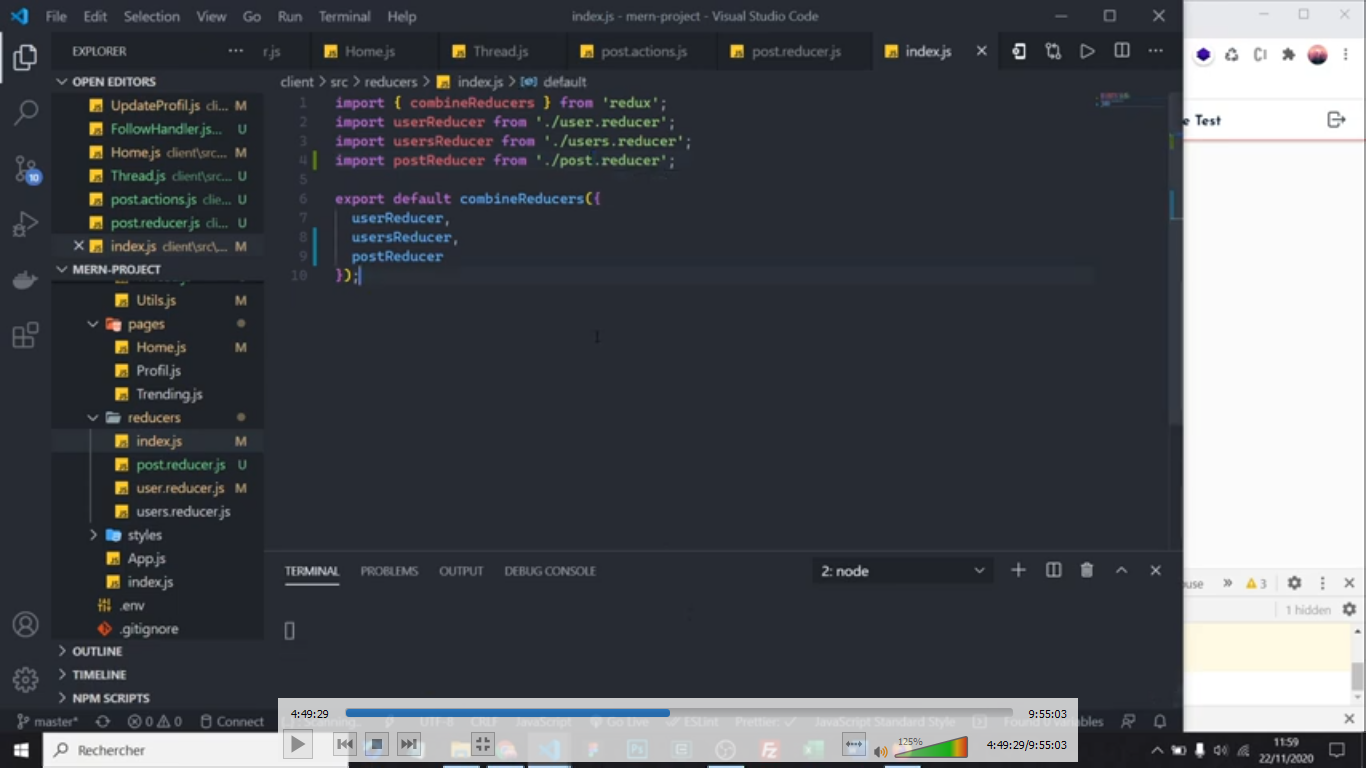 File Edit Selection View Go Run Terminal Help
index.js - mern-project - Visual Studio Code
EXPLORER
r.js
Home.js
Thread.js
post.actions.js
post.reducer.js
index.js
OPEN EDITORS
UpdateProfil.js cli... M
FollowHandler.js... U
Home.js client\src... M
Thread.js client\src... U
post.actions.js clie... U
post.reducer.js cli... U
index.js client\src\... M
MERN-PROJECT
Utils.js M
pages
Home.js M
Profil.js
Trending.js
reducers
index.js M
post.reducer.js U
user.reducer.js M
users.reducer.js
styles
App.js
index.js
.env
.gitignore
OUTLINE
TIMELINE
NPM SCRIPTS
10
client > src > reducers > index.js > default
1 import { combineReducers } from 'redux';
2 import userReducer from './user.reducer';
3 import usersReducer from './users.reducer';
4 import postReducer from './post.reducer';
5
6 export default combineReducers({
7 userReducer,
8 usersReducer,
9 postReducer
10 });
TERMINAL PROBLEMS OUTPUT DEBUG CONSOLE
2: node
e Test
ouse
3
1 hidden
master* 0 0 Connect
UTF-8 CRLF JavaScript Go Live ESLint Prettier: ✓ JavaScript Standard Style Found 0 variables
4:49:29
9:55:03
125%
4:49:29/9:55:03
Rechercher
11:59
22/11/2020